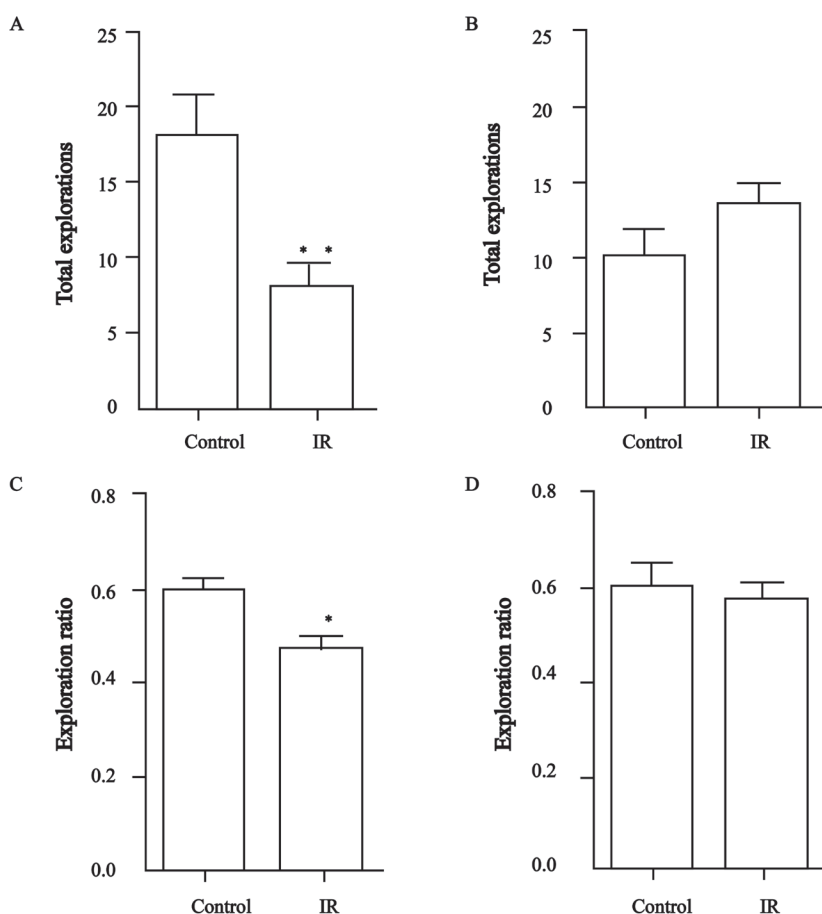 A
Total explorations
25
20
15
10
5
0
* *
Control IR
B
Total explorations
25
20
15
10
5
0
Control IR
C
Exploration ratio
0.8
0.6
0.4
0.2
0.0
*
Control IR
D
Exploration ratio
0.8
0.6
0.4
0.2
0.0
Control IR